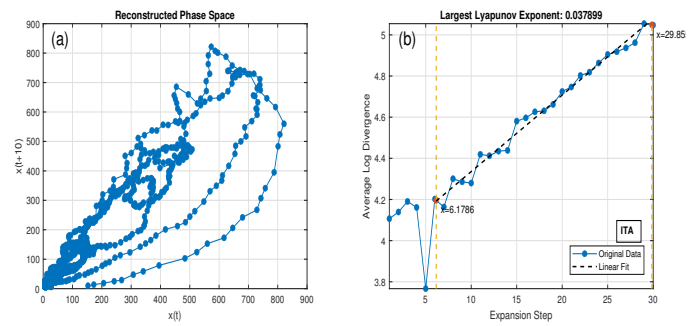 Reconstructed Phase Space
(a)
900
800
700
600
500
400
300
200
100
0
x(t+10)
0 100 200 300 400 500 600 700 800 900
x(t)
Largest Lyapunov Exponent: 0.037899
(b)
5
4.8
4.6
4.4
4.2
4
3.8
Average Log Divergence
x=29.85
x=6.1786
ITA
Original Data
Linear Fit
5 10 15 20 25 30
Expansion Step